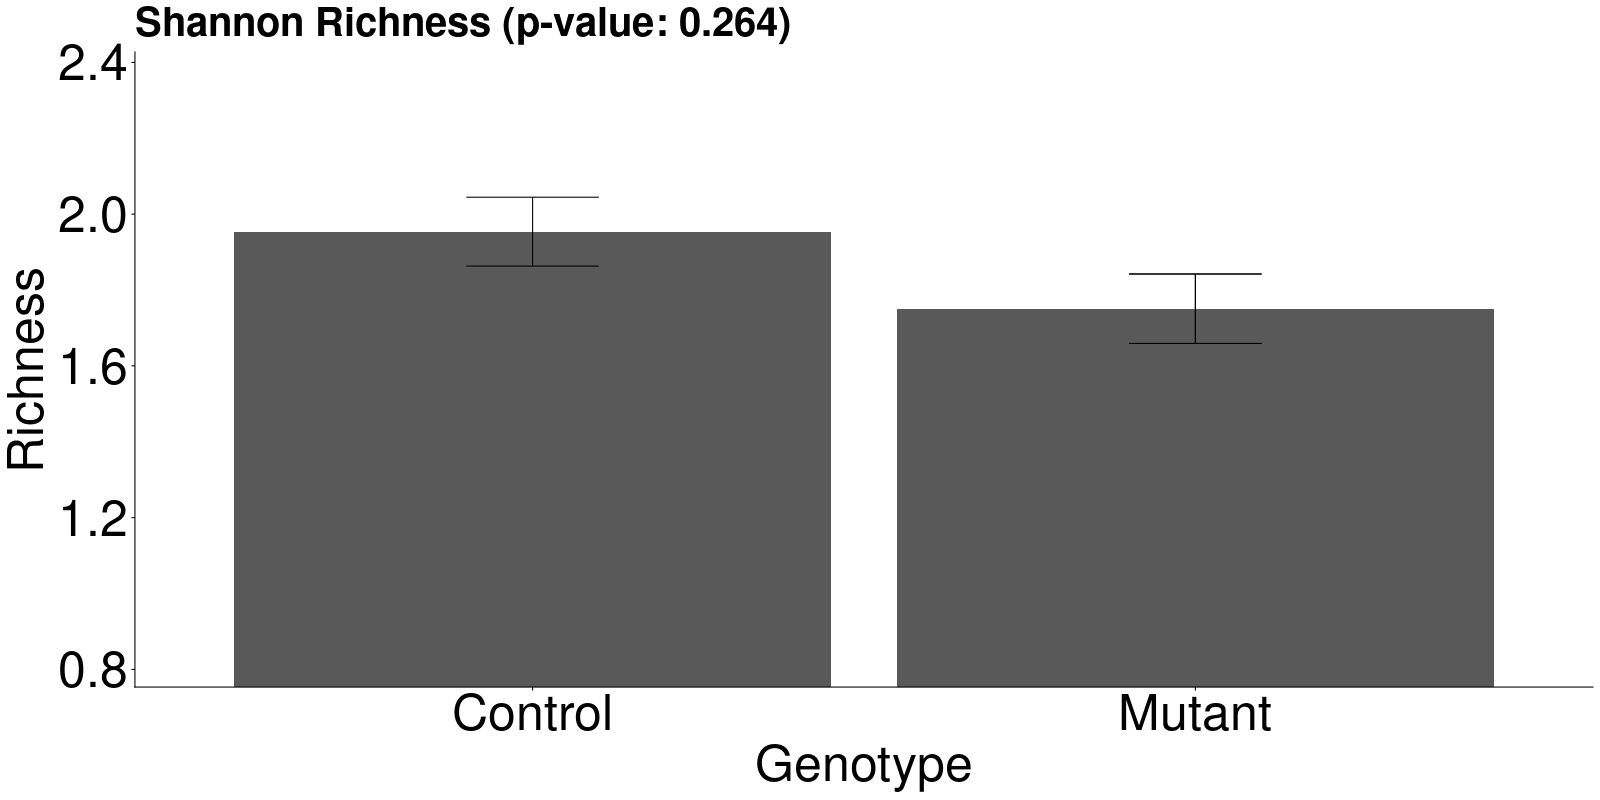 Shannon Richness (p-value: 0.264)
2.4
2.0
1.6
1.2
0.8
Richness
Control
Mutant
Genotype